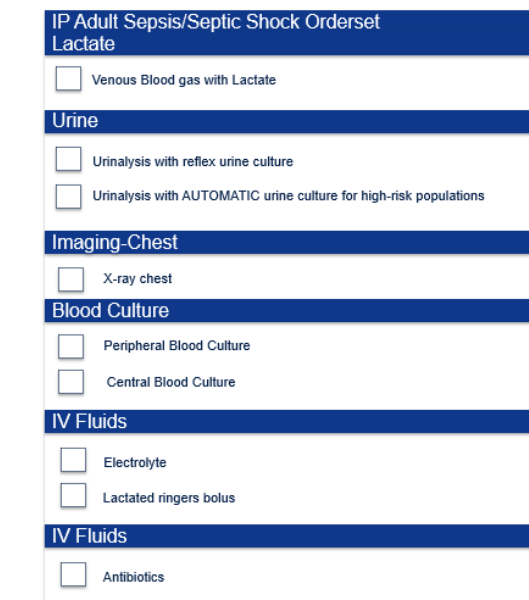 IP Adult Sepsis/Septic Shock Orderset
Lactate
Venous Blood gas with Lactate
Urine
Urinalysis with reflex urine culture
Urinalysis with AUTOMATIC urine culture for high-risk populations
Imaging-Chest
X-ray chest
Blood Culture
Peripheral Blood Culture
Central Blood Culture
IV Fluids
Electrolyte
Lactated ringers bolus
IV Fluids
Antibiotics